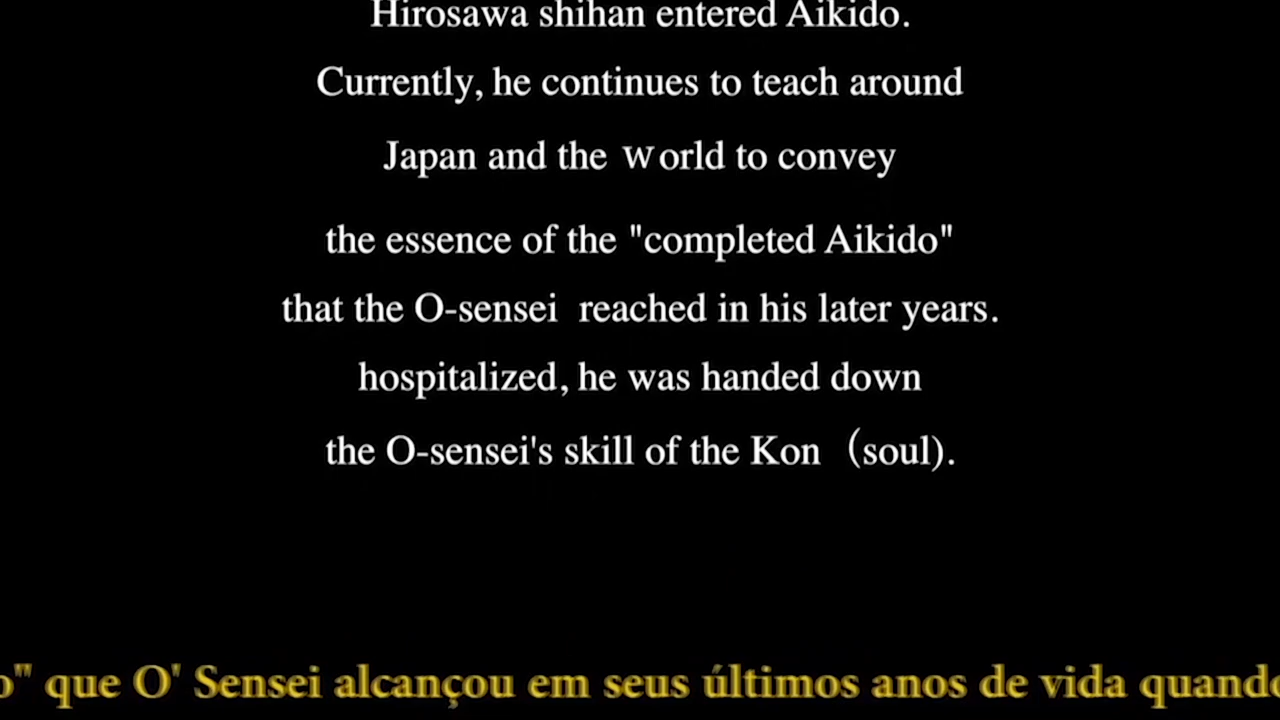 Hirosawa shihan entered Aikido.
Currently, he continues to teach around
Japan and the World to convey
the essence of the "completed Aikido"
that the O-sensei reached in his later years.
hospitalized, he was handed down
the O-sensei's skill of the Kon (soul).
o" que O' Sensei alcançou em seus últimos anos de vida quando